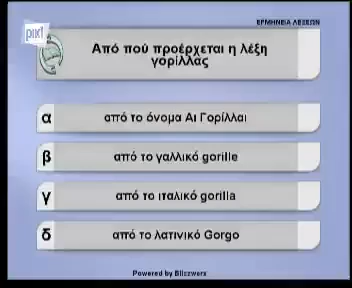 ΡΙΚ1
ΕΡΜΗΝΕΙΑ ΛΕΞΕΩΝ
Από πού προέρχεται η λέξη
γορίλλας
α από το όνομα Αι Γορίλλαι
β από το γαλλικό gorille
γ από το ιταλικό gorilla
δ από το λατινικό Gorgo
Powered by Blizzwerx